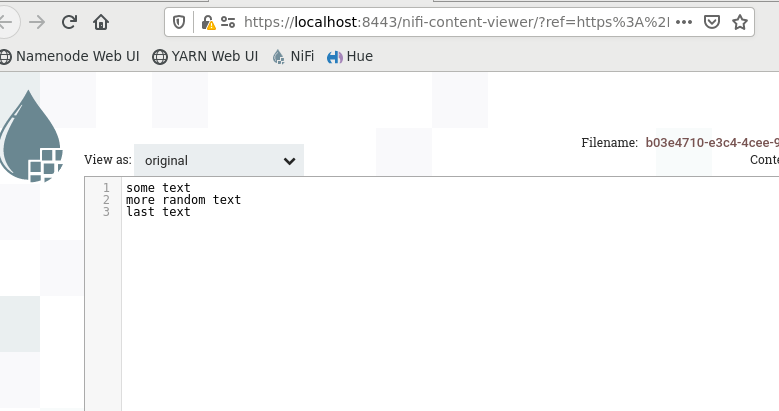 https://localhost:8443/nifi-content-viewer/?ref=https%3A%2F
Namenode Web UI YARN Web UI NiFi Hue
Filename: b03e4710-e3c4-4cee-9
View as: original
Conte
1 some text
2 more random text
3 last text